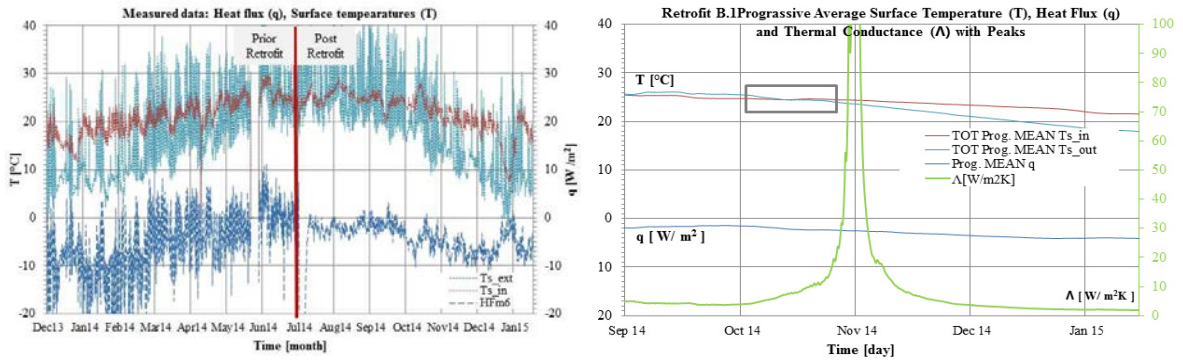 Measured data: Heat flux (q), Surface tempearatures (T)
T [°C]
q [W /m²]
40
30
20
10
0
-10
-20
40
30
20
10
0
-10
-20
Prior
Retrofit
Post
Retrofit
Ts_ext
Ts_in
HFm6
Dec13
Jan14
Feb14
Mar14
Apr14
May14
Jun14
Jul14
Aug14
Sep14
Oct14
Nov14
Dec14
Jan15
Time [month]
Retrofit B.1Prograssive Average Surface Temperature (T), Heat Flux (q)
and Thermal Conductance (Λ) with Peaks
T [°C]
40
30
20
10
0
10
20
100
90
80
70
60
50
40
30
20
10
0
TOT Prog. MEAN Ts_in
TOT Prog. MEAN Ts_out
Prog. MEAN q
Λ[W/m2K]
q [ W/ m² ]
Λ [ W/ m²K ]
Sep 14
Oct 14
Nov 14
Dec 14
Jan 15
Time [day]